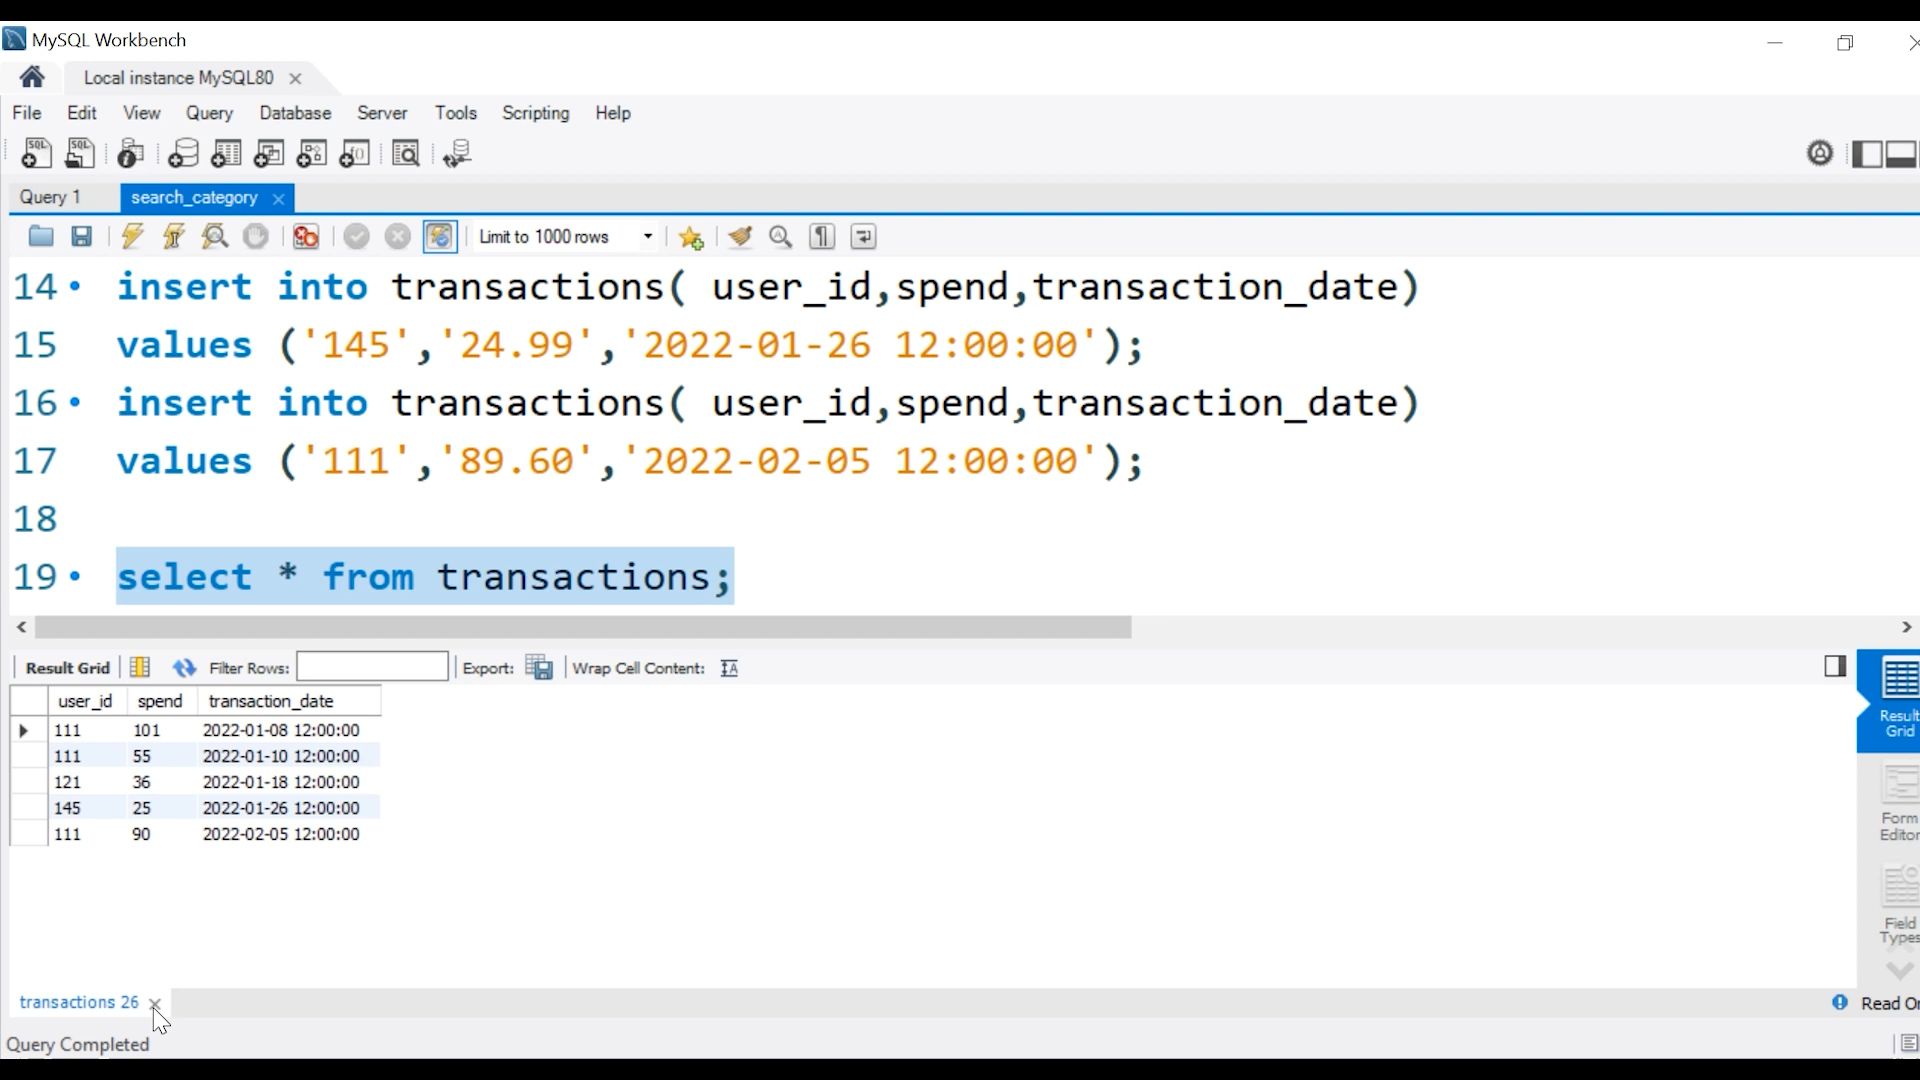 MySQL Workbench
Local instance MySQL80
File Edit View Query Database Server Tools Scripting Help
Query 1 search_category
Limit to 1000 rows
14 insert into transactions( user_id,spend,transaction_date)
15 values ('145','24.99','2022-01-26 12:00:00');
16 insert into transactions( user_id,spend,transaction_date)
17 values ('111','89.60','2022-02-05 12:00:00');
18
19 select * from transactions;
Result Grid Filter Rows: Export: Wrap Cell Content:
user_id spend transaction_date
111 101 2022-01-08 12:00:00
111 55 2022-01-10 12:00:00
121 36 2022-01-18 12:00:00
145 25 2022-01-26 12:00:00
111 90 2022-02-05 12:00:00
Result
Grid
Form
Editor
Field
Types
transactions 26 Read On
Query Completed